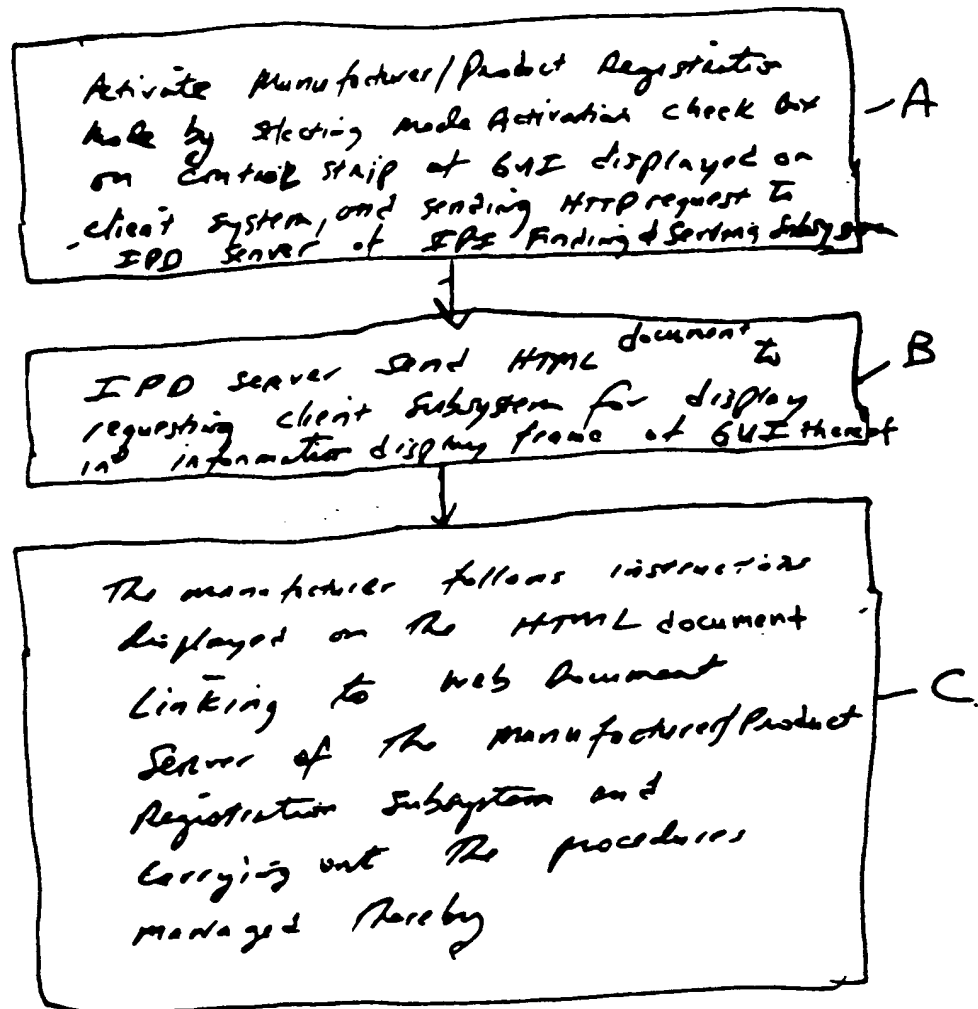 Activate Manufacturer/Product Registration
Mode by selecting mode Activation check box
on Control strip of GUI displayed on
client system, and sending HTTP request to
IPD server of IPI Finding & Serving Subsystem
A
IPD server send HTML document to
requesting client subsystem for display
in information display frame of GUI thereof
B
The manufacturer follows instructions
displayed on the HTML document
Linking to Web Document
Server of the Manufacturer/Product
Registration Subsystem and
Carrying out the procedures
managed thereby
C.